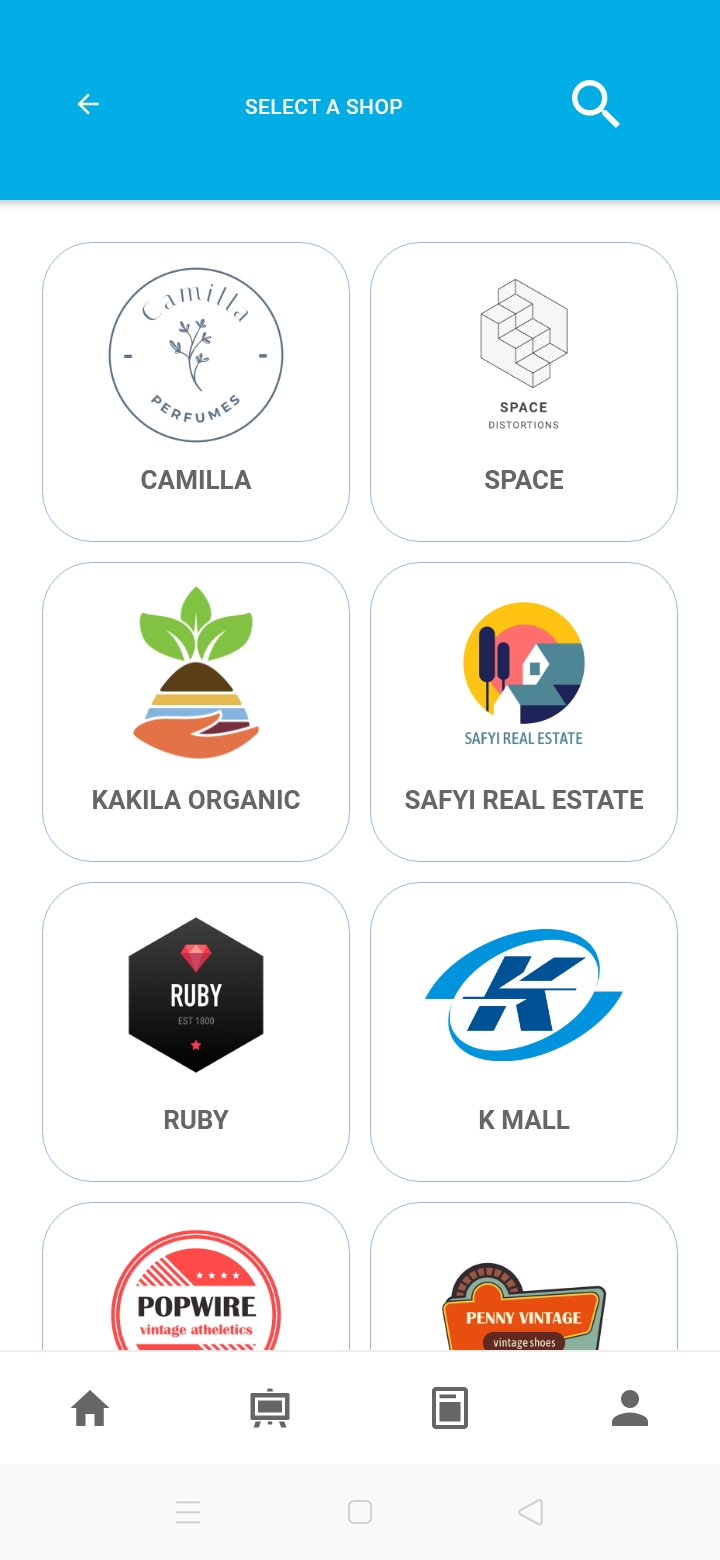 SELECT A SHOP
Camilla
PERFUMES
CAMILLA
SPACE
DISTORTIONS
SPACE
KAKILA ORGANIC
SAFYI REAL ESTATE
SAFYI REAL ESTATE
RUBY
EST 1800
RUBY
K
K MALL
POPWIRE
vintage atheletics
PENNY VINTAGE
vintage shoes